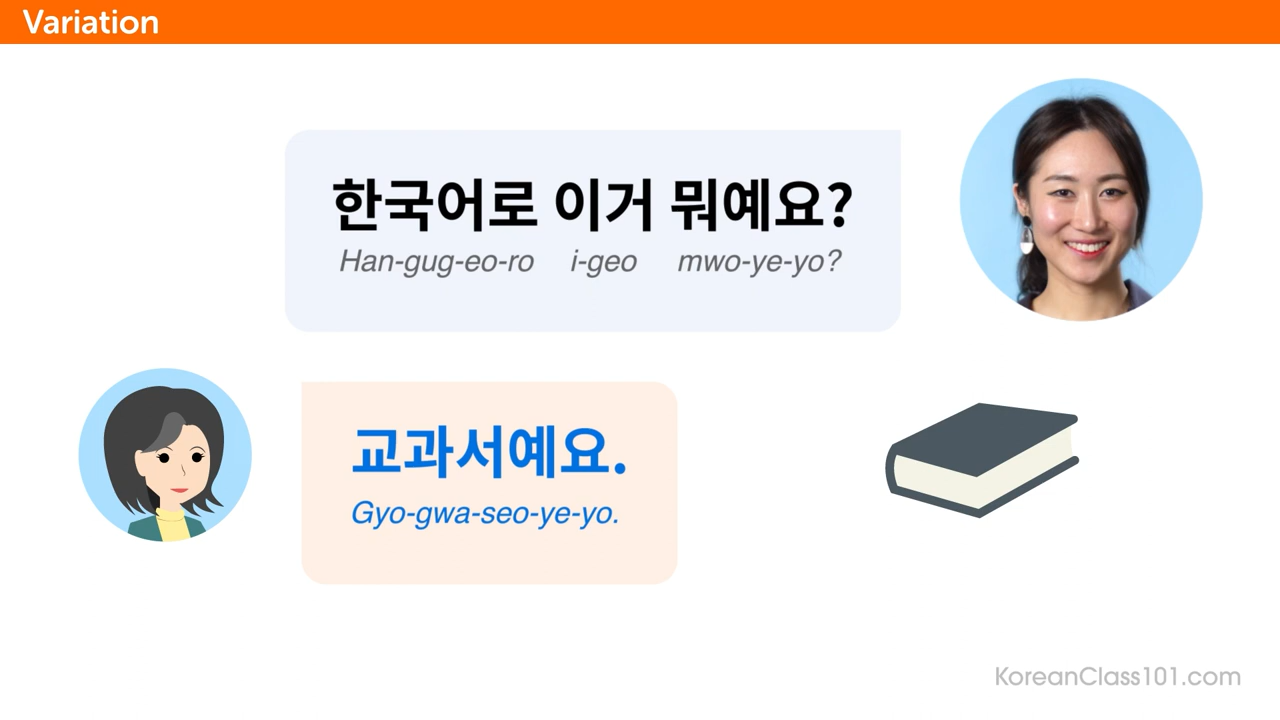 Variation
한국어로 이거 뭐예요?
Han-gug-eo-ro i-geo mwo-ye-yo?
교과서예요.
Gyo-gwa-seo-ye-yo.
KoreanClass101.com